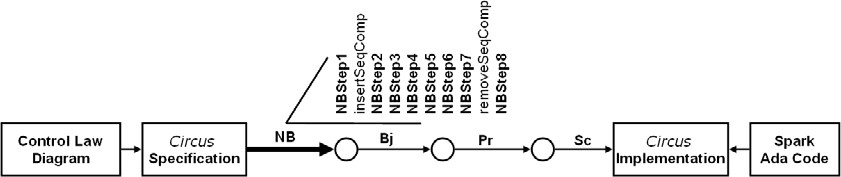 NBStep1
insertSeqComp
NBStep2
NBStep3
NBStep4
NBStep5
NBStep6
NBStep7
removeSeqComp
NBStep8
Control Law
Diagram
Circus
Specification
NB
Bj
Pr
Sc
Circus
Implementation
Spark
Ada Code